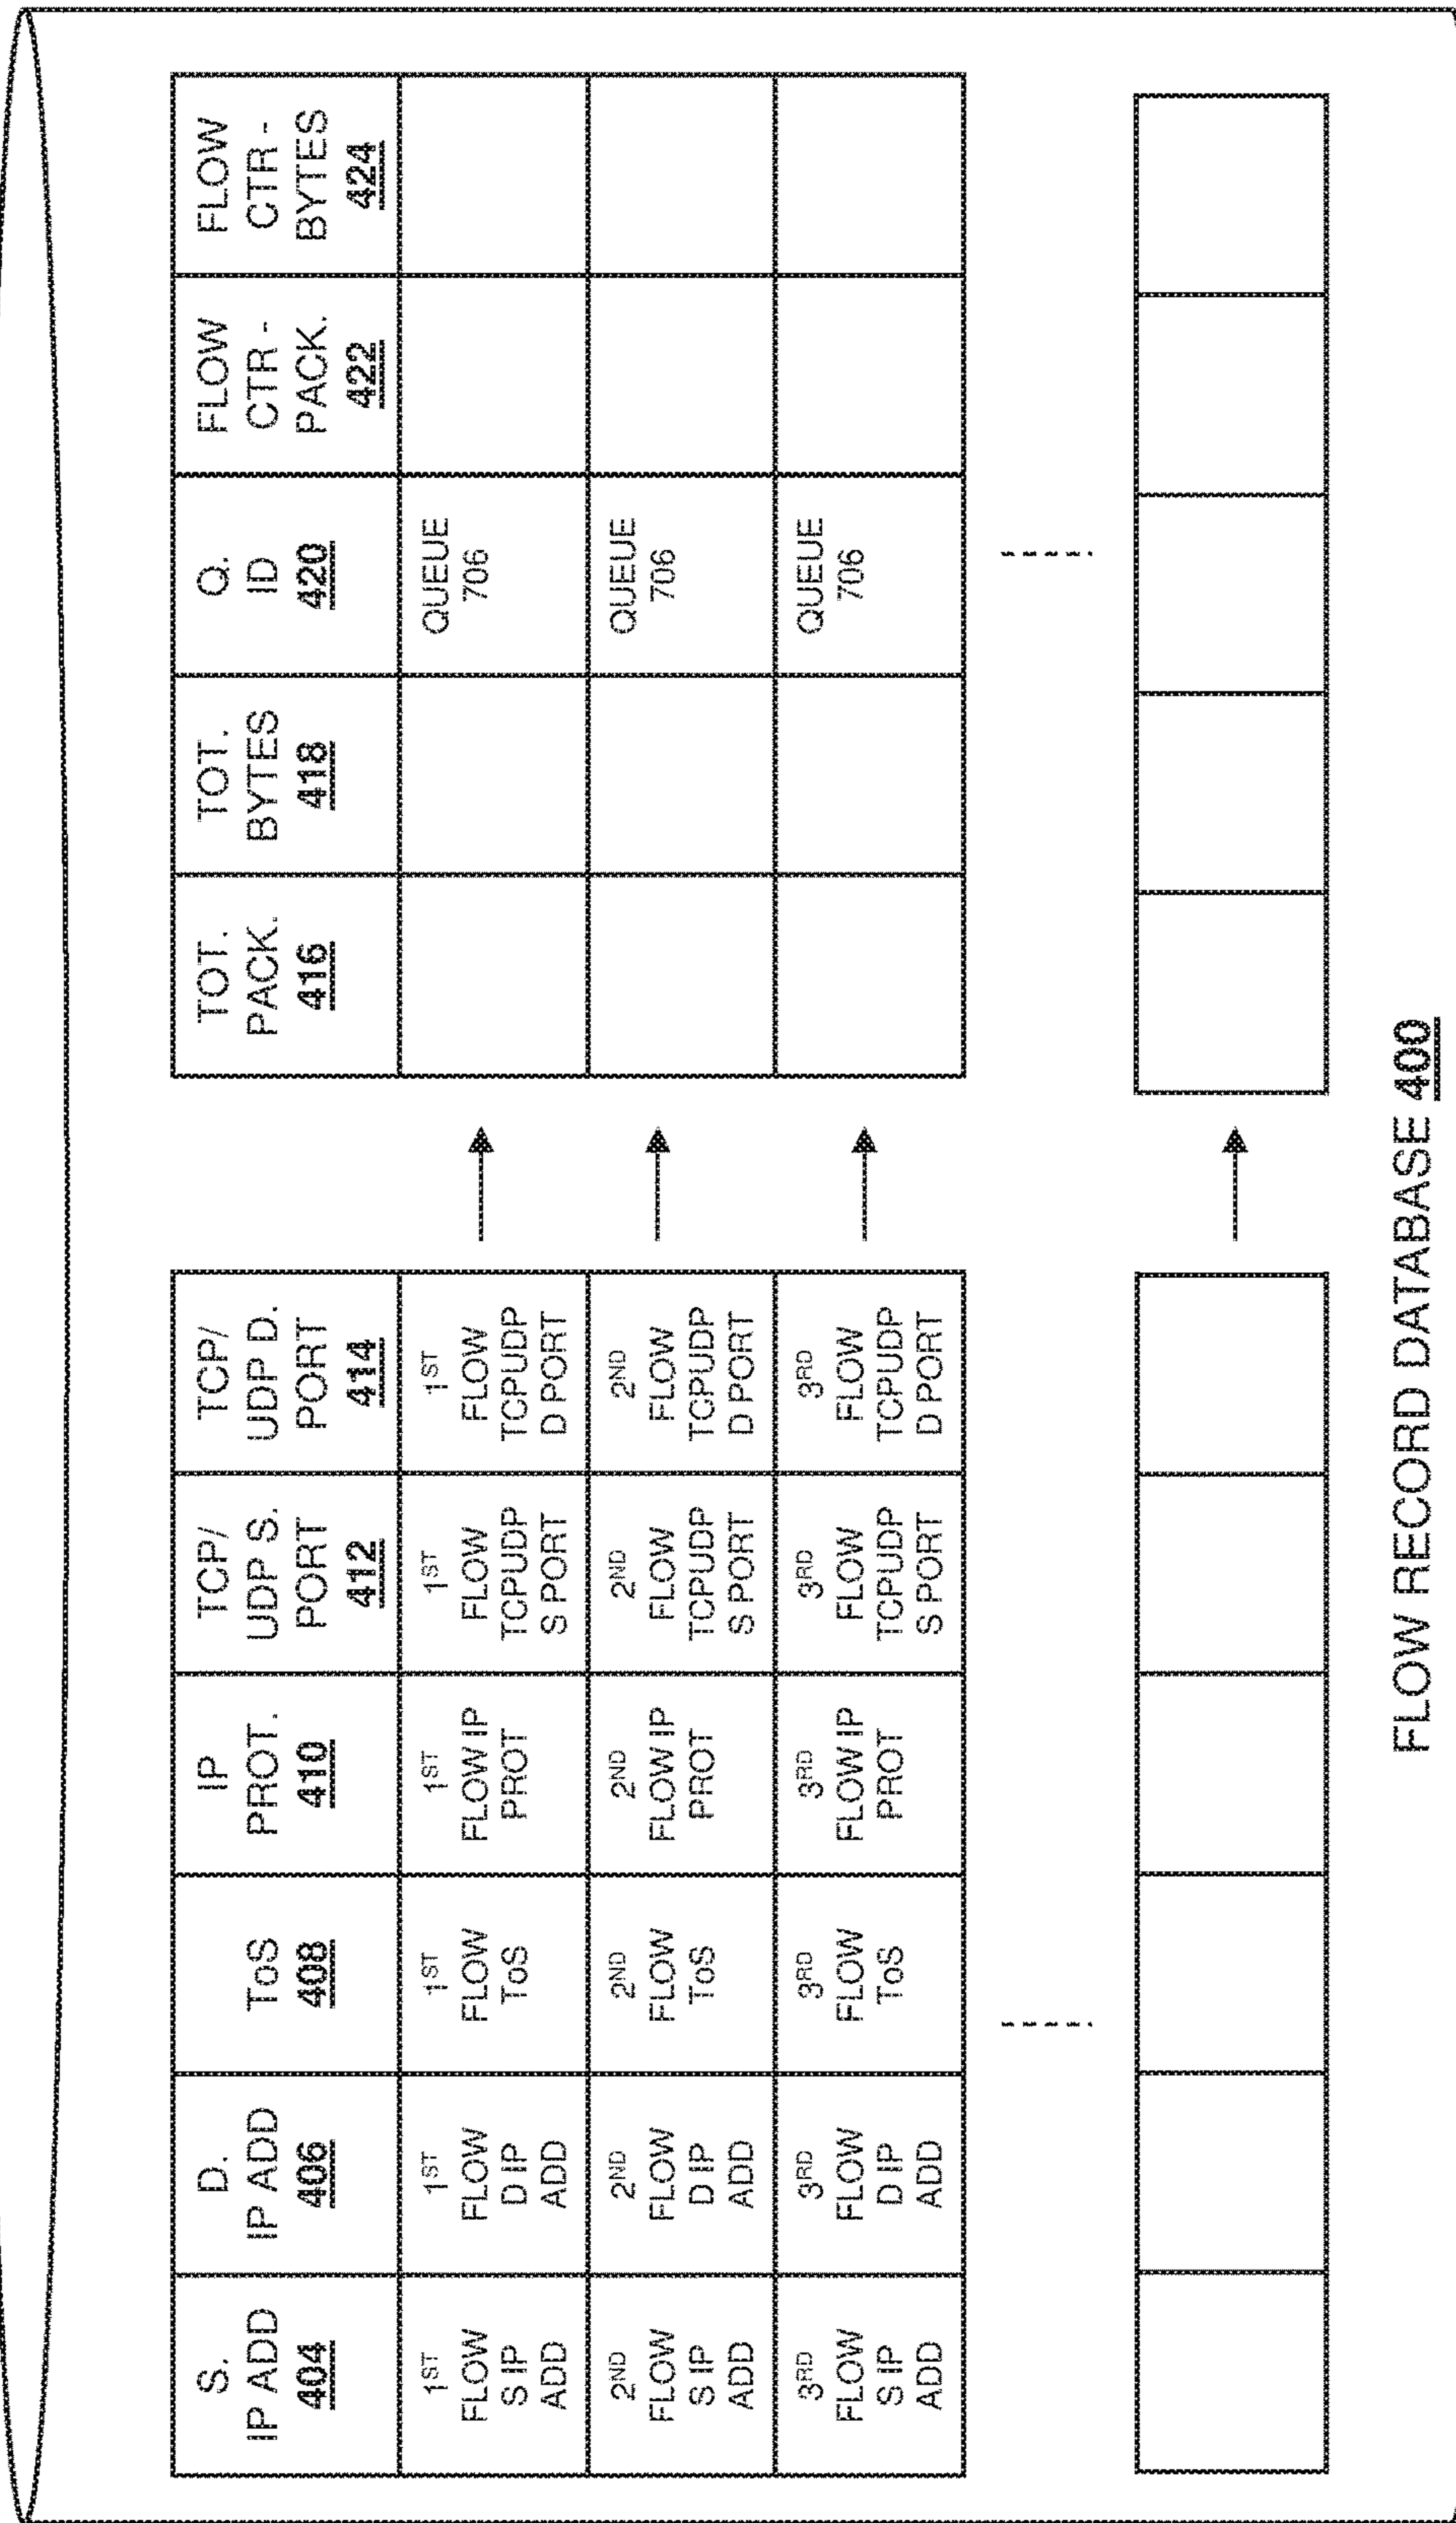 S.
IP ADD
404
D.
IP ADD
406
ToS
408
IP
PROT.
410
TCP/
UDP S.
PORT
412
TCP/
UDP D.
PORT
414
TOT.
PACK.
416
TOT.
BYTES
418
Q.
ID
420
FLOW
CTR -
PACK.
422
FLOW
CTR -
BYTES
424
1ST
FLOW
S IP
ADD
1ST
FLOW
D IP
ADD
1ST
FLOW
ToS
1ST
FLOW IP
PROT
1ST
FLOW
TCPUDP
S PORT
1ST
FLOW
TCPUDP
D PORT
QUEUE
706
2ND
FLOW
S IP
ADD
2ND
FLOW
D IP
ADD
2ND
FLOW
ToS
2ND
FLOW IP
PROT
2ND
FLOW
TCPUDP
S PORT
2ND
FLOW
TCPUDP
D PORT
QUEUE
706
3RD
FLOW
S IP
ADD
3RD
FLOW
D IP
ADD
3RD
FLOW
ToS
3RD
FLOW IP
PROT
3RD
FLOW
TCPUDP
S PORT
3RD
FLOW
TCPUDP
D PORT
QUEUE
706
FLOW RECORD DATABASE 400